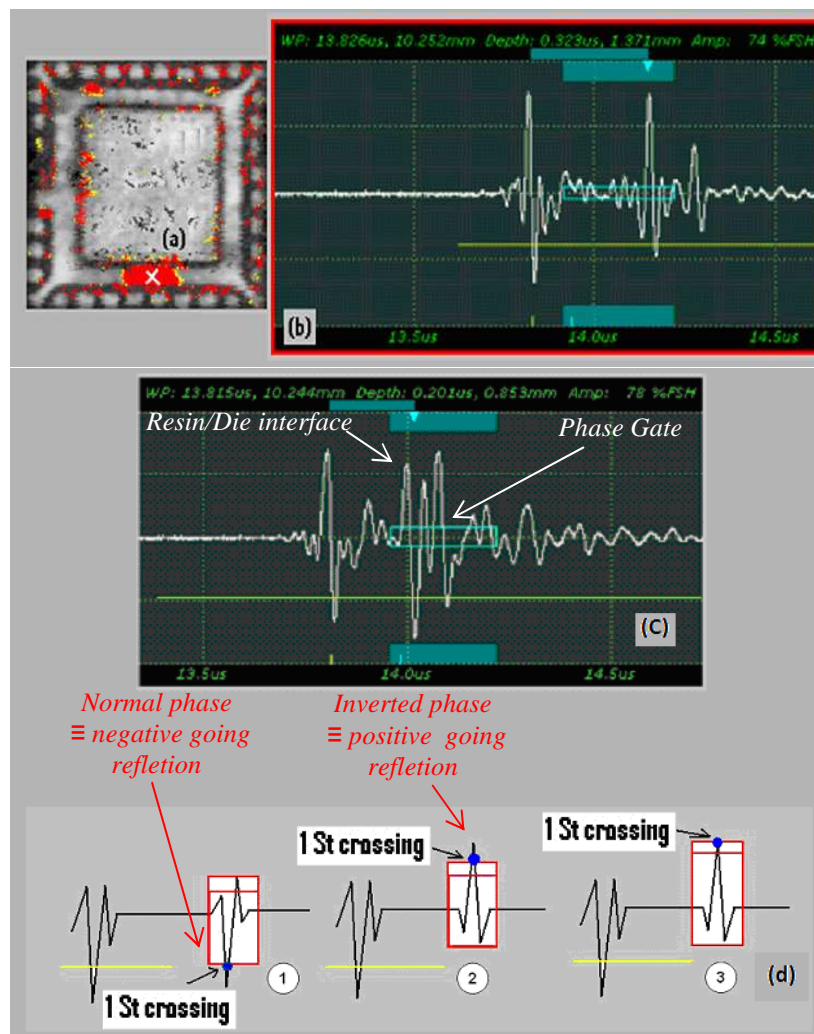 WP: 13.826us, 10.252mm Depth: 0.323us, 1.371mm Amp: 74 %FSH
(a)
(b)
13.5us 14.0us 14.5us
WP: 13.815us, 10.244mm Depth: 0.201us, 0.853mm Amp: 78 %FSH
Resin/Die interface
Phase Gate
(C)
13.5us 14.0us 14.5us
Normal phase
≡ negative going
refletion
Inverted phase
≡ positive going
refletion
1 St crossing
1 St crossing
1 St crossing
1
2
3
(d)